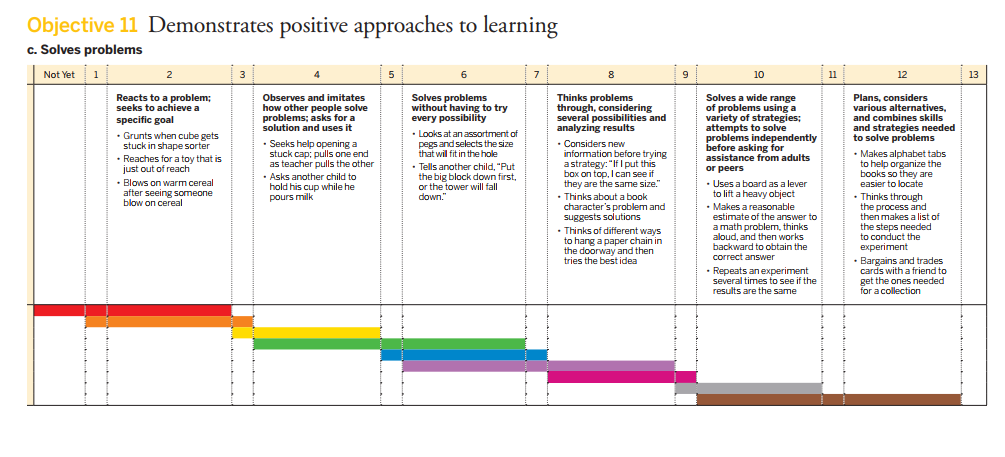 Objective 11 Demonstrates positive approaches to learning
c. Solves problems
Not Yet 1 2 3 4 5 6 7 8 9 10 11 12 13
Reacts to a problem;
seeks to achieve a
specific goal
• Grunts when cube gets
stuck in shape sorter
• Reaches for a toy that is
just out of reach
• Blows on warm cereal
after seeing someone
blow on cereal
Observes and imitates
how other people solve
problems; asks for a
solution and uses it
• Seeks help opening a
stuck cap; pulls one end
as teacher pulls the other
• Asks another child to
hold his cup while he
pours milk
Solves problems
without having to try
every possibility
• Looks at an assortment of
pegs and selects the size
that will fit in the hole
• Tells another child, "Put
the big block down first,
or the tower will fall
down."
Thinks problems
through, considering
several possibilities and
analyzing results
• Considers new
information before trying
a strategy: "If I put this
box on top, I can see if
they are the same size."
• Thinks about a book
character's problem and
suggests solutions
• Thinks of different ways
to hang a paper chain in
the doorway and then
tries the best idea
Solves a wide range
of problems using a
variety of strategies;
attempts to solve
problems independently
before asking for
assistance from adults
or peers
• Uses a board as a lever
to lift a heavy object
• Makes a reasonable
estimate of the answer to
a math problem, thinks
aloud, and then works
backward to obtain the
correct answer
• Repeats an experiment
several times to see if the
results are the same
Plans, considers
various alternatives,
and combines skills
and strategies needed
to solve problems
• Makes alphabet tabs
to help organize the
books so they are
easier to locate
• Thinks through
the process and
then makes a list of
the steps needed
to conduct the
experiment
• Bargains and trades
cards with a friend to
get the ones needed
for a collection